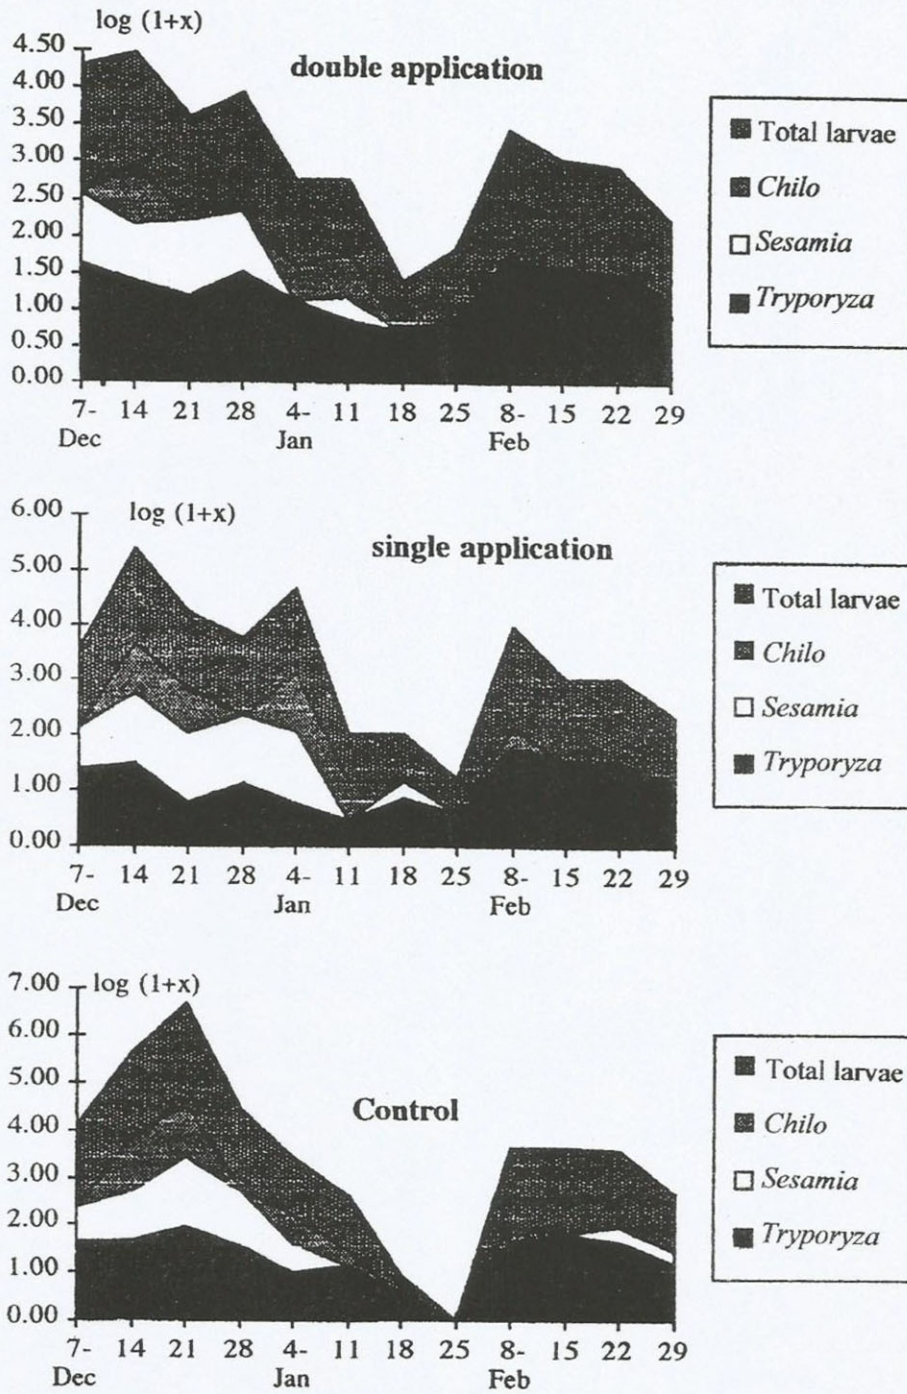 log (1+x)
double application
4.50
4.00
3.50
3.00
2.50
2.00
1.50
1.00
0.50
0.00
7- 14 21 28 4- 11 18 25 8- 15 22 29
Dec Jan Feb
Total larvae
Chilo
Sesamia
Tryporyza
log (1+x)
single application
6.00
5.00
4.00
3.00
2.00
1.00
0.00
7- 14 21 28 4- 11 18 25 8- 15 22 29
Dec Jan Feb
Total larvae
Chilo
Sesamia
Tryporyza
log (1+x)
Control
7.00
6.00
5.00
4.00
3.00
2.00
1.00
0.00
7- 14 21 28 4- 11 18 25 8- 15 22 29
Dec Jan Feb
Total larvae
Chilo
Sesamia
Tryporyza